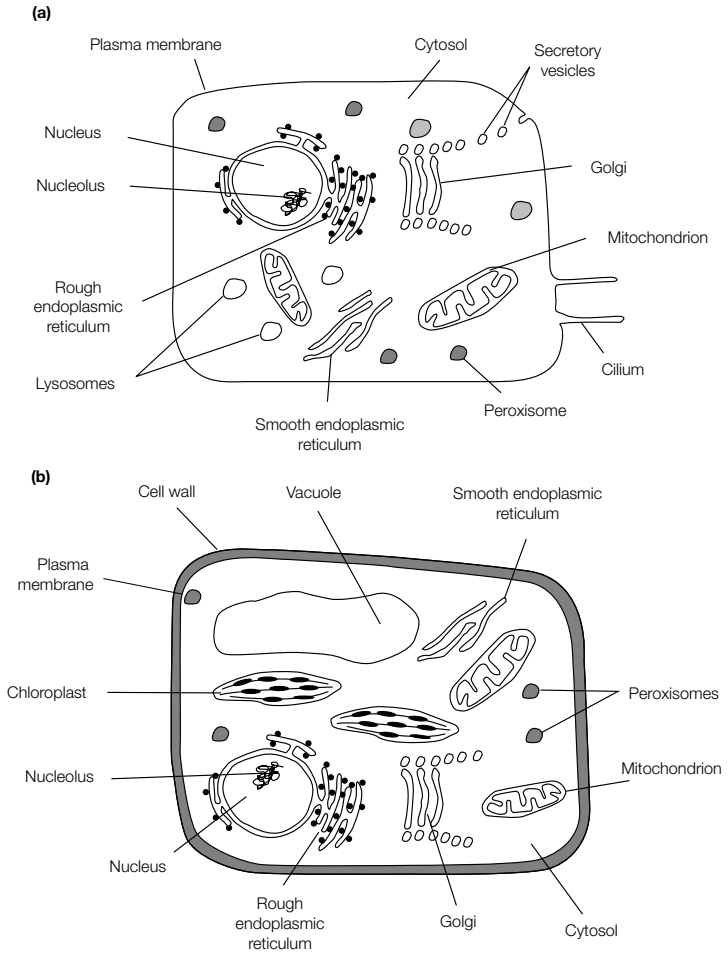 (a)
Plasma membrane
Cytosol
Secretory
vesicles
Nucleus
Golgi
Nucleolus
Mitochondrion
Rough
endoplasmic
reticulum
Lysosomes
Cilium
Peroxisome
Smooth endoplasmic
reticulum
(b)
Cell wall
Vacuole
Smooth endoplasmic
reticulum
Plasma
membrane
Chloroplast
Peroxisomes
Nucleolus
Mitochondrion
Nucleus
Rough
endoplasmic
reticulum
Golgi
Cytosol